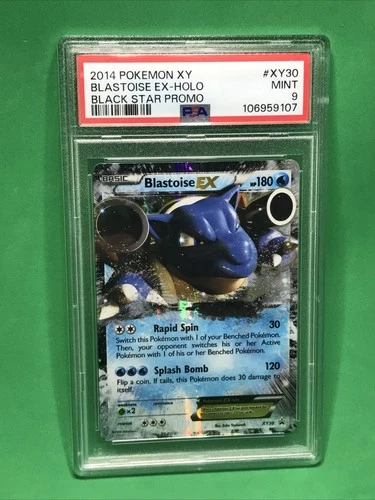 2014 POKEMON XY #XY30
BLASTOISE EX-HOLO MINT
BLACK STAR PROMO 9
PSA 106959107
BASIC
Blastoise EX HP180
Rapid Spin 30
Switch this Pokémon with 1 of your Benched Pokémon.
Then, your opponent switches his or her Active
Pokémon with 1 of his or her Benched Pokémon.
Splash Bomb 120
Flip a coin. If tails, this Pokémon does 30 damage to
itself.
weakness
×2
XY30